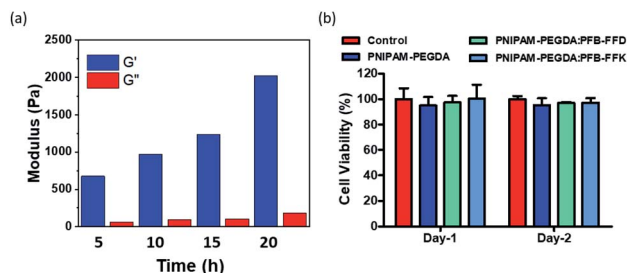 (a)
G'
G"
Modulus (Pa)
2500
2000
1500
1000
500
0
5 10 15 20
Time (h)
(b)
Control
PNIPAM-PEGDA
PNIPAM-PEGDA:PFB-FFD
PNIPAM-PEGDA:PFB-FFK
Cell Viability (%)
120
100
80
60
40
20
0
Day-1 Day-2